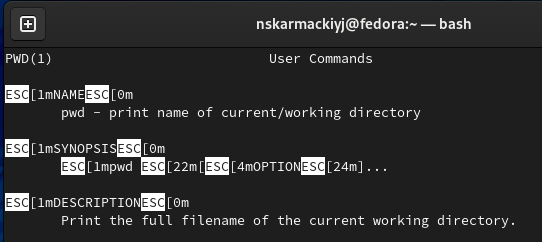 nskarmackiyj@fedora:~ — bash
PWD(1) User Commands
ESC[1mNAMEESC[0m
pwd - print name of current/working directory
ESC[1mSYNOPSISESC[0m
ESC[1mpwd ESC[22m[ESC[4mOPTIONESC[24m]...
ESC[1mDESCRIPTIONESC[0m
Print the full filename of the current working directory.